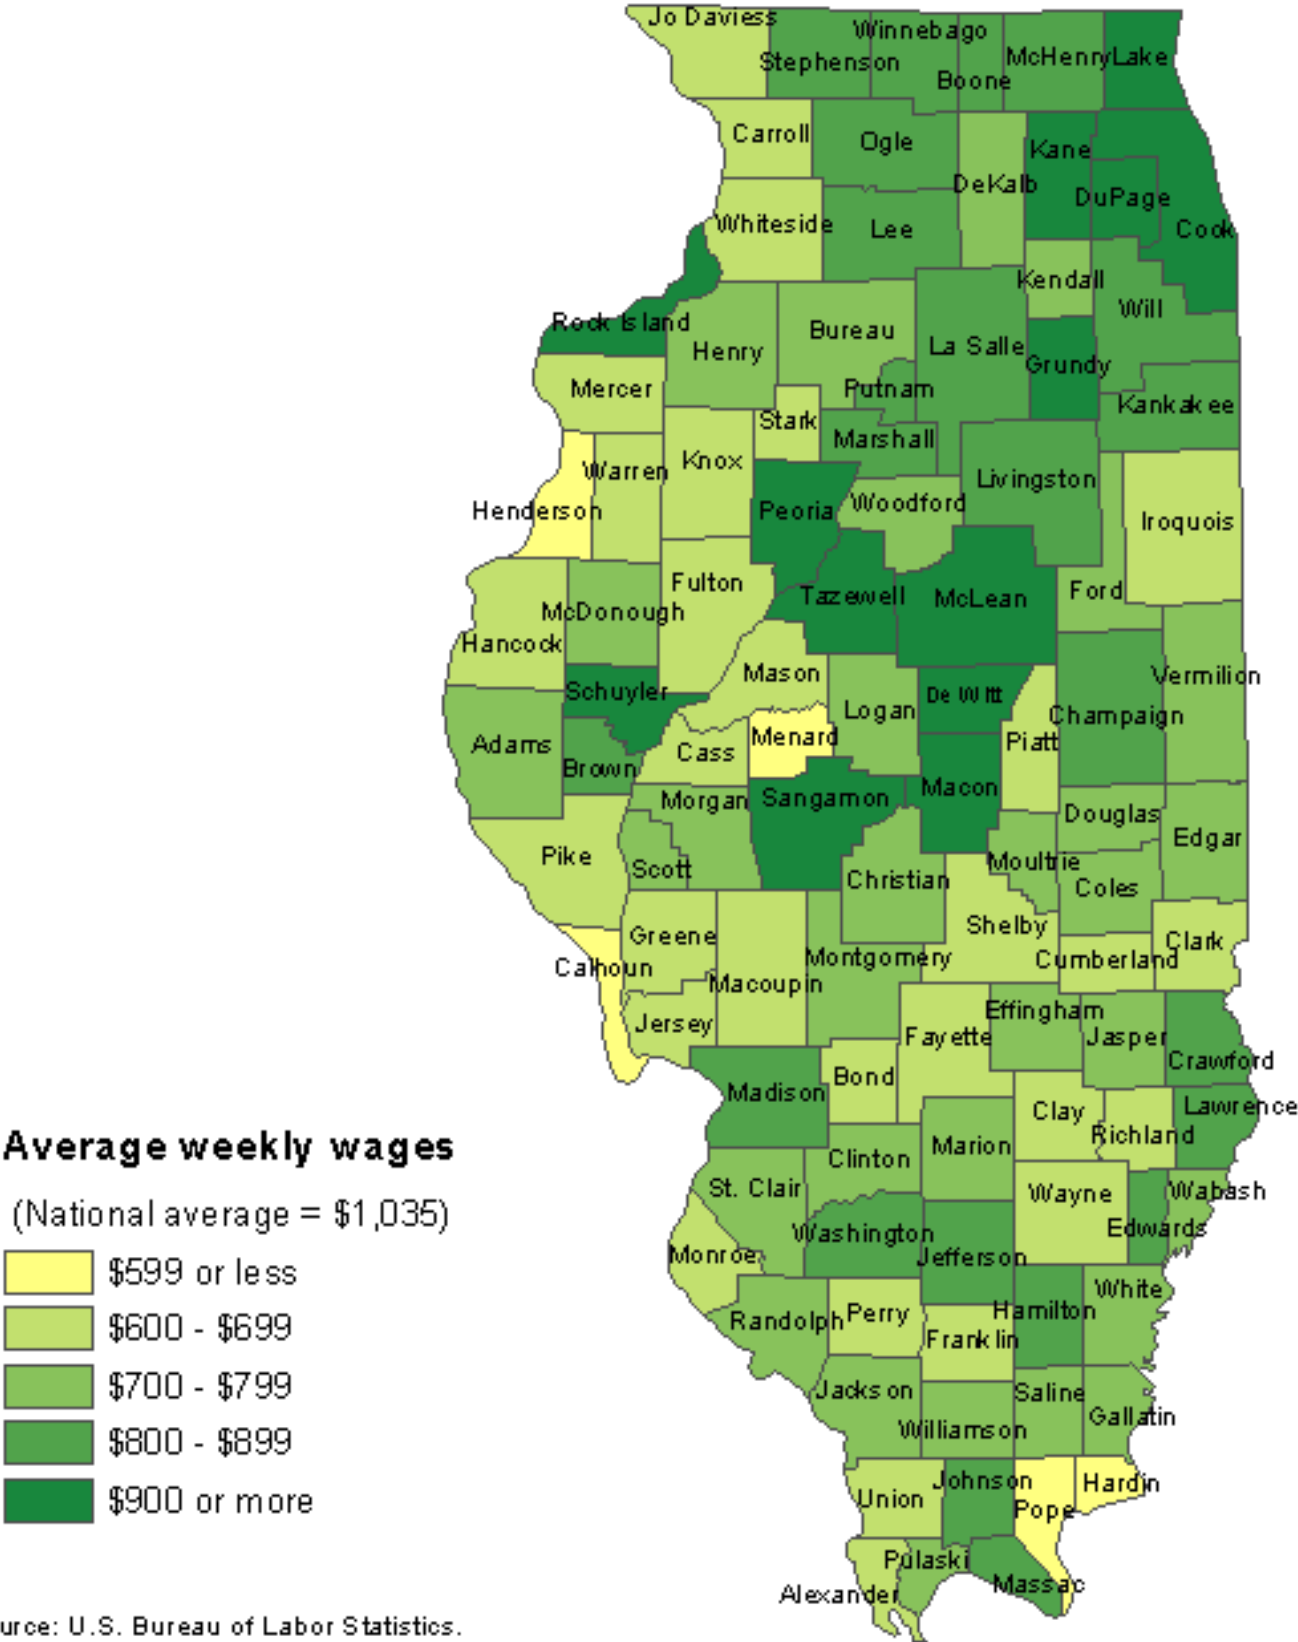 Jo Daviess
Stephenson
Winnebago
Boone
McHenry
Lake
Carroll
Ogle
DeKalb
Kane
DuPage
Cook
Whiteside
Lee
Kendall
Will
Rock Island
Henry
Bureau
La Salle
Grundy
Mercer
Putnam
Kankakee
Stark
Marshall
Henderson
Warren
Knox
Peoria
Woodford
Livingston
Iroquois
Fulton
Tazewell
McLean
Ford
Hancock
McDonough
Mason
Schuyler
Logan
De Witt
Champaign
Vermilion
Adams
Brown
Cass
Menard
Piatt
Morgan
Sangamon
Macon
Douglas
Edgar
Pike
Scott
Christian
Moultrie
Coles
Greene
Shelby
Calhoun
Macoupin
Montgomery
Cumberland
Clark
Jersey
Fayette
Effingham
Jasper
Crawford
Madison
Bond
Clay
Richland
Lawrence
Clinton
Marion
St. Clair
Wayne
Wabash
Monroe
Washington
Jefferson
Edwards
Randolph
Perry
Hamilton
White
Franklin
Jackson
Williamson
Saline
Gallatin
Union
Johnson
Pope
Hardin
Pulaski
Alexander
Massac
Average weekly wages
(National average = $1,035)
$599 or less
$600 - $699
$700 - $799
$800 - $899
$900 or more
urce: U.S. Bureau of Labor Statistics.